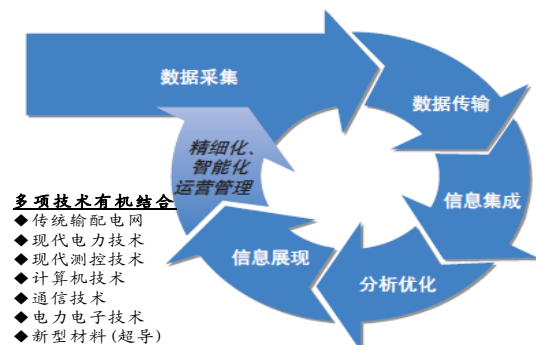 数据采集
数据传输
信息集成
分析优化
信息展现
精细化、
智能化
运营管理
多项技术有机结合
◆传统输配电网
◆现代电力技术
◆现代测控技术
◆计算机技术
◆通信技术
◆电力电子技术
◆新型材料(超导)